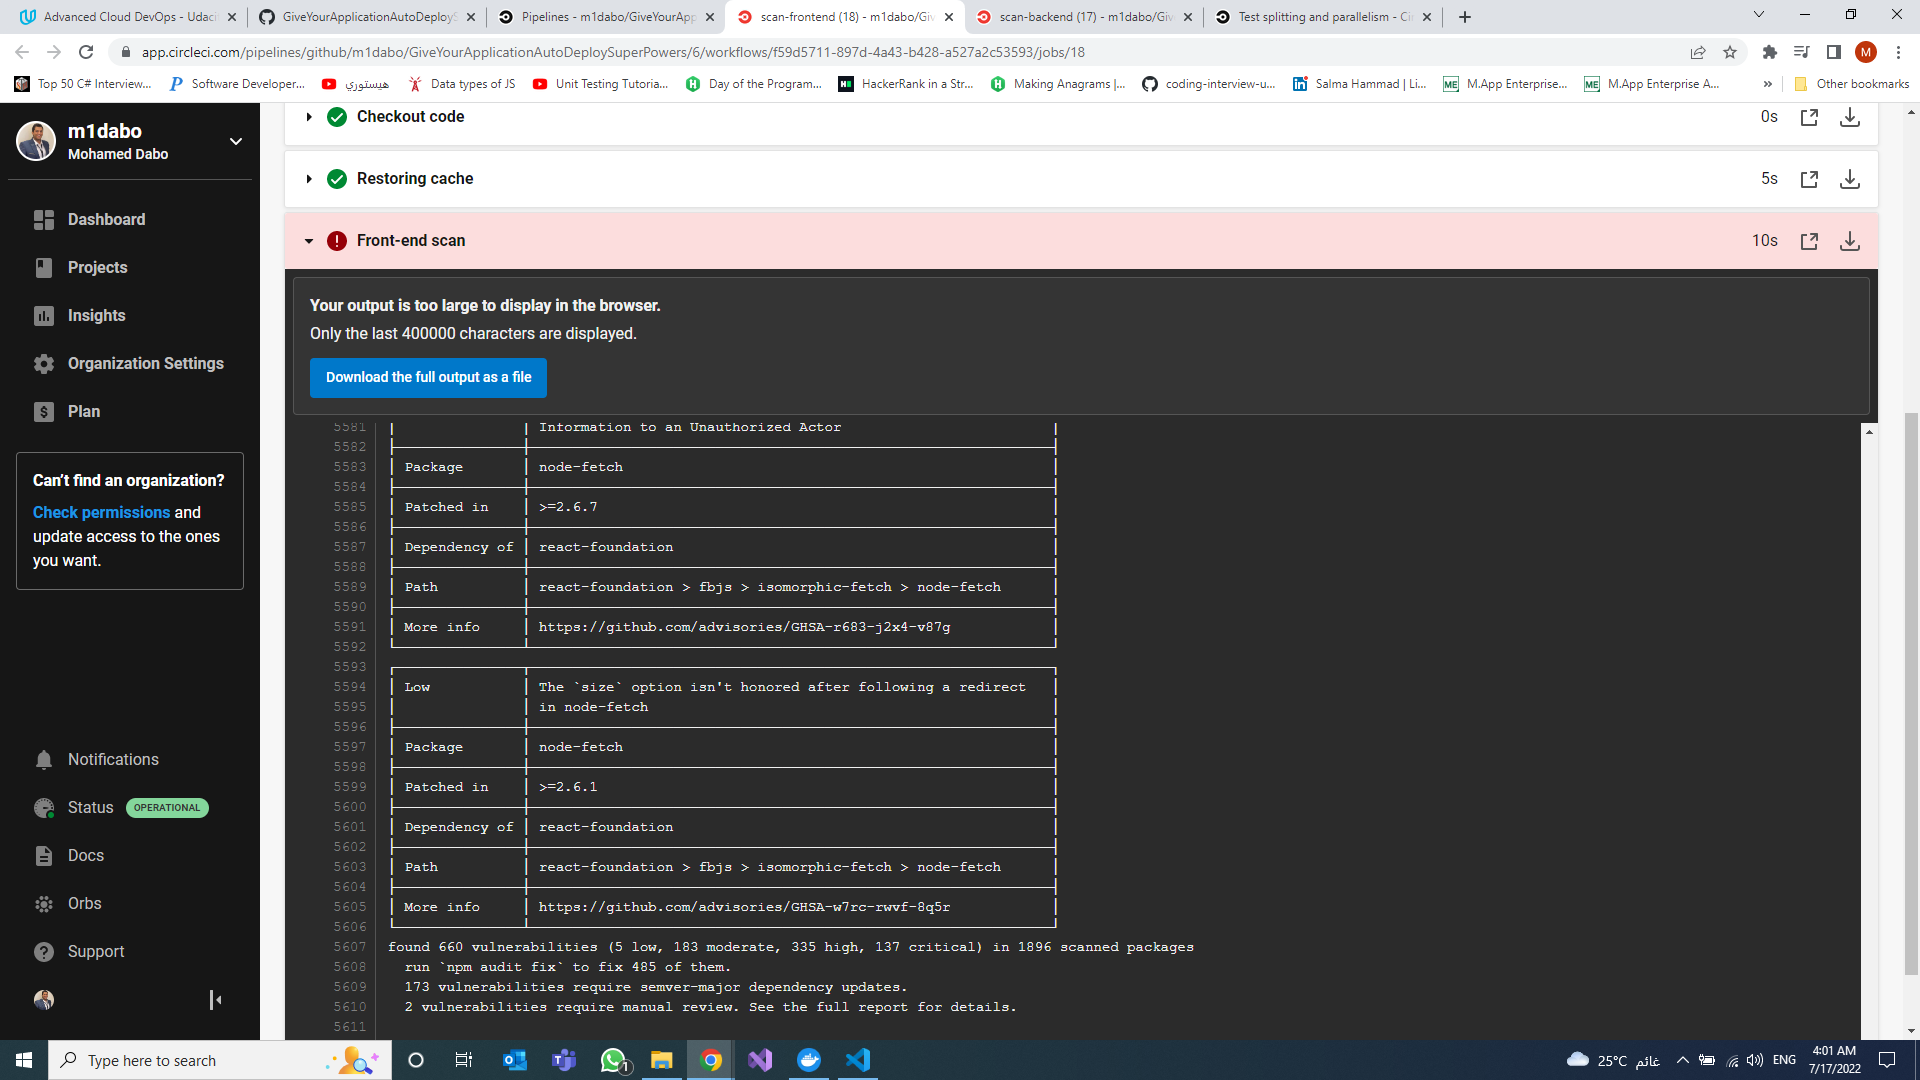 Advanced Cloud DevOps - Udaci
GiveYourApplicationAutoDeployS
Pipelines - m1dabo/GiveYourApp
scan-frontend (18) - m1dabo/Giv
scan-backend (17) - m1dabo/Giv
Test splitting and parallelism - Cir
app.circleci.com/pipelines/github/m1dabo/GiveYourApplicationAutoDeploySuperPowers/6/workflows/f59d5711-897d-4a43-b428-a527a2c53593/jobs/18
M
Top 50 C# Interview...
Software Developer...
هيستوري
Data types of JS
Unit Testing Tutoria...
Day of the Program...
HackerRank in a Str...
Making Anagrams |...
coding-interview-u...
Salma Hammad | Li...
M.App Enterprise...
M.App Enterprise A...
»
Other bookmarks
m1dabo
Mohamed Dabo
Dashboard
Projects
Insights
Organization Settings
Plan
Can't find an organization?
Check permissions and
update access to the ones
you want.
Notifications
Status OPERATIONAL
Docs
Orbs
Support
Checkout code 0s
Restoring cache 5s
Front-end scan 10s
Your output is too large to display in the browser.
Only the last 400000 characters are displayed.
Download the full output as a file
5581 Information to an Unauthorized Actor
5582
5583 Package node-fetch
5584
5585 Patched in >=2.6.7
5586
5587 Dependency of react-foundation
5588
5589 Path react-foundation > fbjs > isomorphic-fetch > node-fetch
5590
5591 More info https://github.com/advisories/GHSA-r683-j2x4-v87g
5592
5593
5594 Low The `size` option isn't honored after following a redirect
5595 in node-fetch
5596
5597 Package node-fetch
5598
5599 Patched in >=2.6.1
5600
5601 Dependency of react-foundation
5602
5603 Path react-foundation > fbjs > isomorphic-fetch > node-fetch
5604
5605 More info https://github.com/advisories/GHSA-w7rc-rwvf-8q5r
5606
5607 found 660 vulnerabilities (5 low, 183 moderate, 335 high, 137 critical) in 1896 scanned packages
5608 run `npm audit fix` to fix 485 of them.
5609 173 vulnerabilities require semver-major dependency updates.
5610 2 vulnerabilities require manual review. See the full report for details.
5611
Type here to search
1
25°C غائم
ENG
4:01 AM
7/17/2022